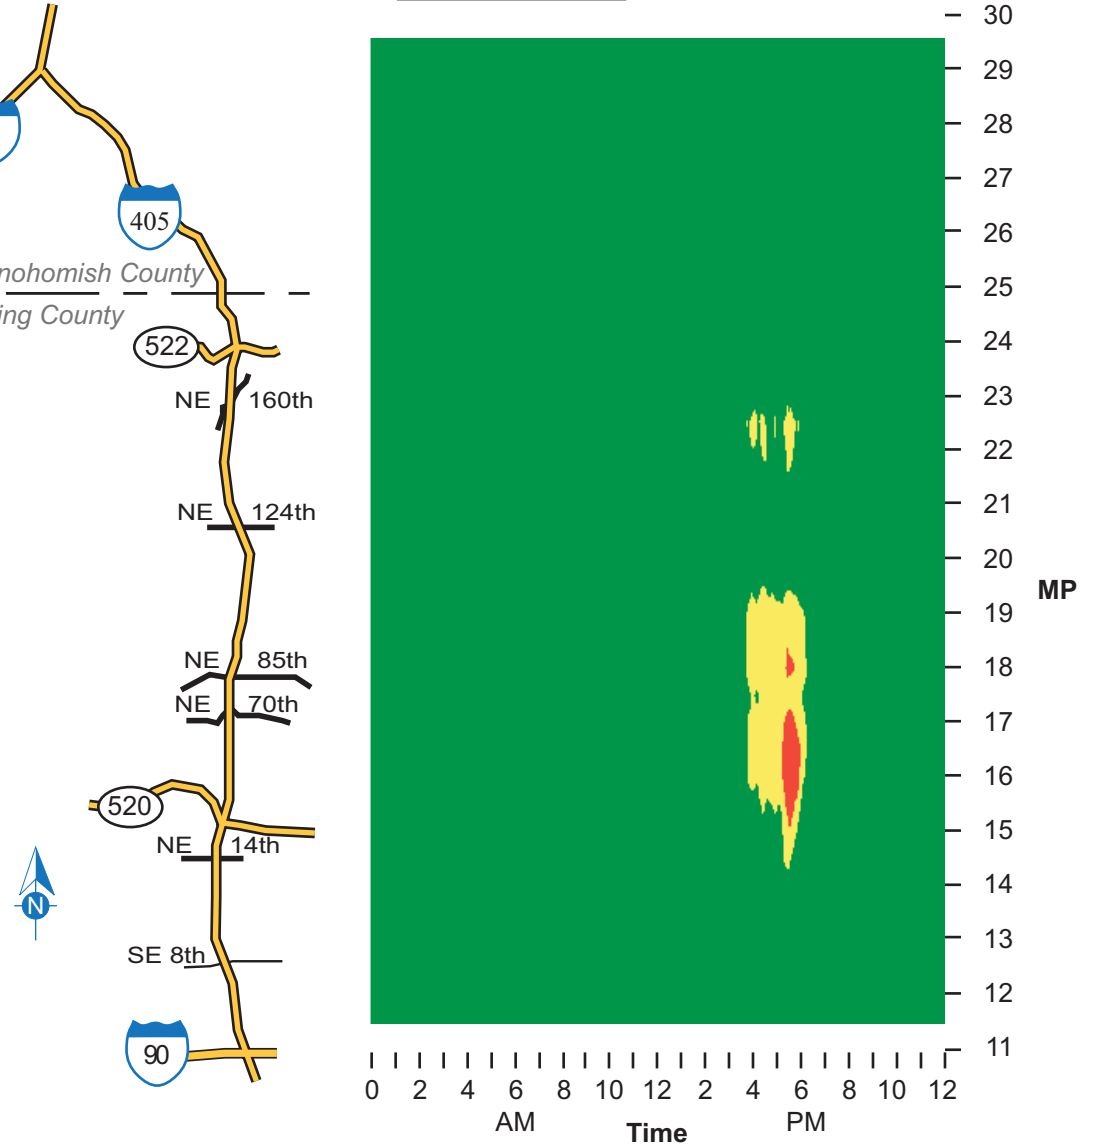 405
nohomish County
ing County
522
NE 160th
NE 124th
NE 85th
NE 70th
520
NE 14th
N
SE 8th
90
30
29
28
27
26
25
24
23
22
21
20
MP
19
18
17
16
15
14
13
12
11
0 2 4 6 8 10 12 2 4 6 8 10 12
AM PM
Time